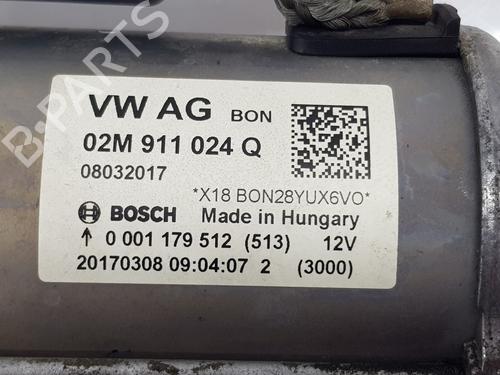 VW AG BON
02M 911 024 Q
08032017
*X18 BON28YUX6VO*
BOSCH Made in Hungary
↑ 0 001 179 512 (513) 12V
20170308 09:04:07 2 (3000)
B-PARTS